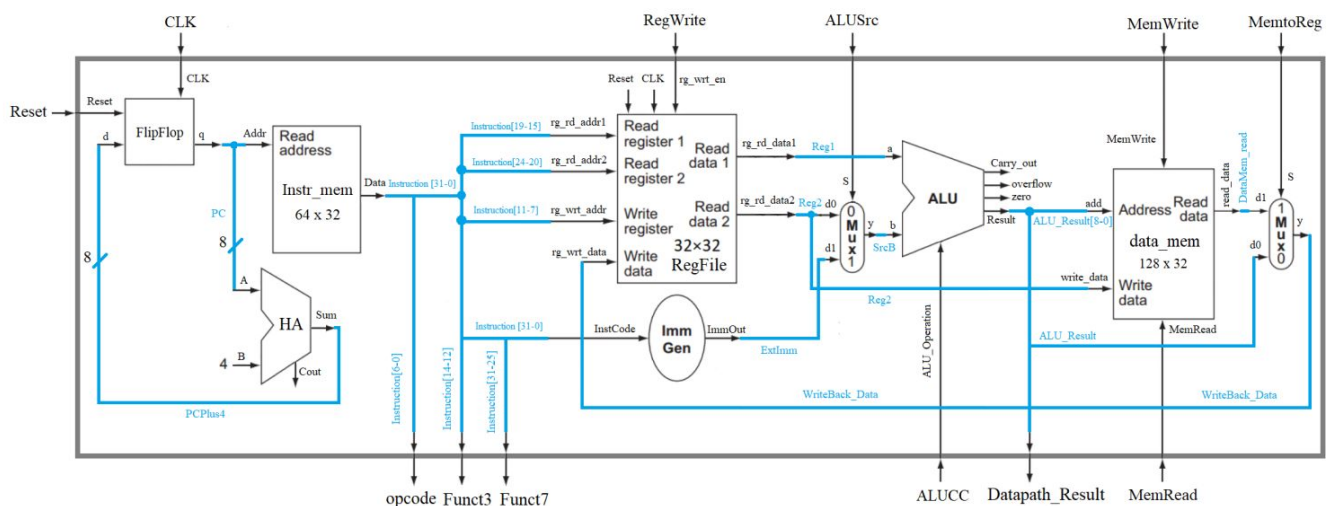 CLK
RegWrite
ALUSrc
MemWrite
MemtoReg
Reset
CLK
Reset
FlipFlop
d
q
Addr
Read
address
Instr_mem
64 x 32
Data
Instruction [31-0]
PC
8
8
A
HA
Sum
4
B
Cout
PCPlus4
Instruction[6-0]
Instruction[14-12]
Instruction[31-25]
Instruction[19-15]
Instruction[24-20]
Instruction[11-7]
Instruction [31-0]
rg_rd_addr1
rg_rd_addr2
rg_wrt_addr
rg_wrt_data
Reset
CLK
rg_wrt_en
Read
register 1
Read
register 2
Write
register
Write
data
Read
data 1
Read
data 2
32×32
RegFile
rg_rd_data1
rg_rd_data2
Reg1
Reg2
InstCode
Imm
Gen
ImmOut
ExtImm
S
d0
d1
0
Mux
1
y
SrcB
a
b
ALU
Carry_out
overflow
zero
Result
ALU_Operation
Reg2
add
ALU_Result[8-0]
write_data
MemWrite
Address
Read
data
data_mem
128 x 32
Write
data
MemRead
read_data
DataMem_read
S
d1
d0
1
Mux
0
y
ALU_Result
WriteBack_Data
WriteBack_Data
opcode
Funct3
Funct7
ALUCC
Datapath_Result
MemRead